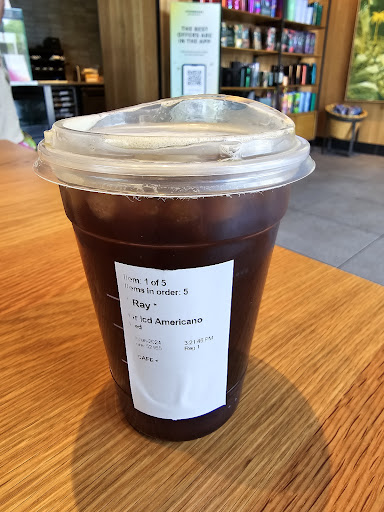 THE BEST
OFFERS ARE
IN THE APP
Item: 1 of 5
Items in order: 5
Ray *
Icd Americano
3:21:45 PM
Reg 1
CAFE *